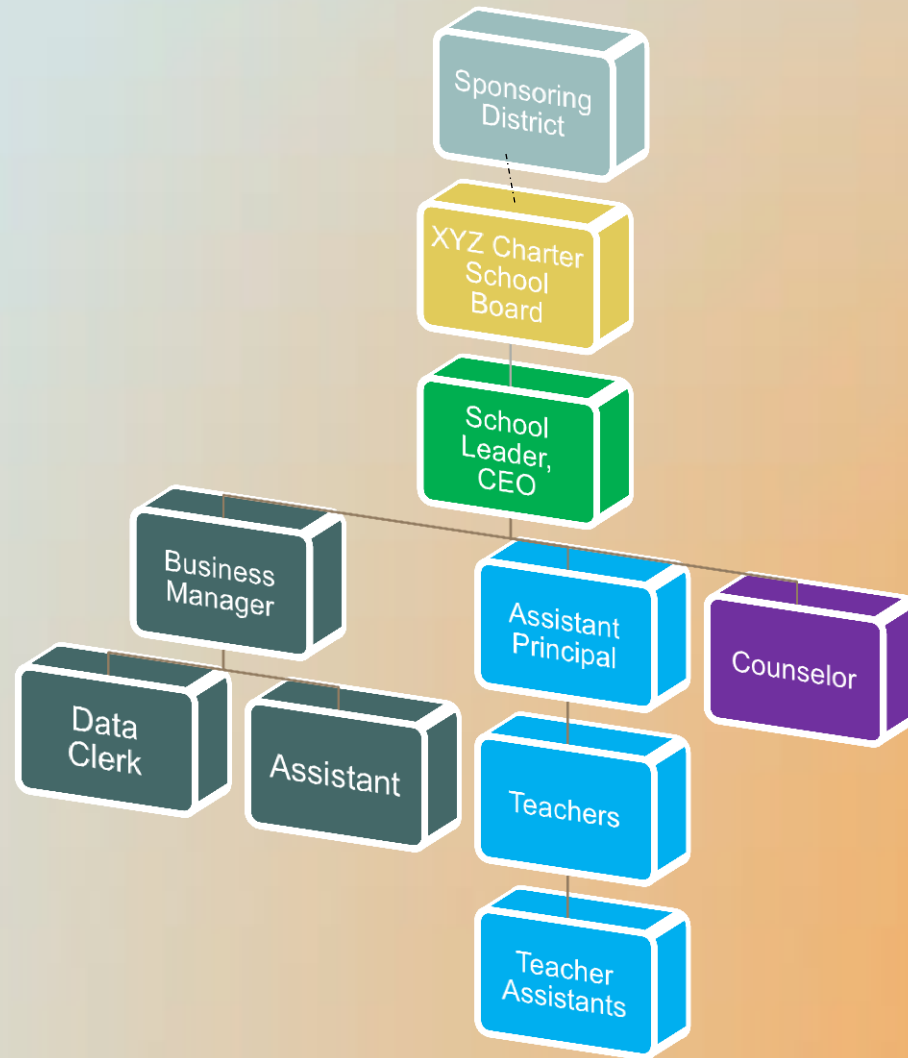 Sponsoring
District
XYZ Charter
School
Board
School
Leader,
CEO
Business
Manager
Assistant
Principal
Counselor
Data
Clerk
Assistant
Teachers
Teacher
Assistants